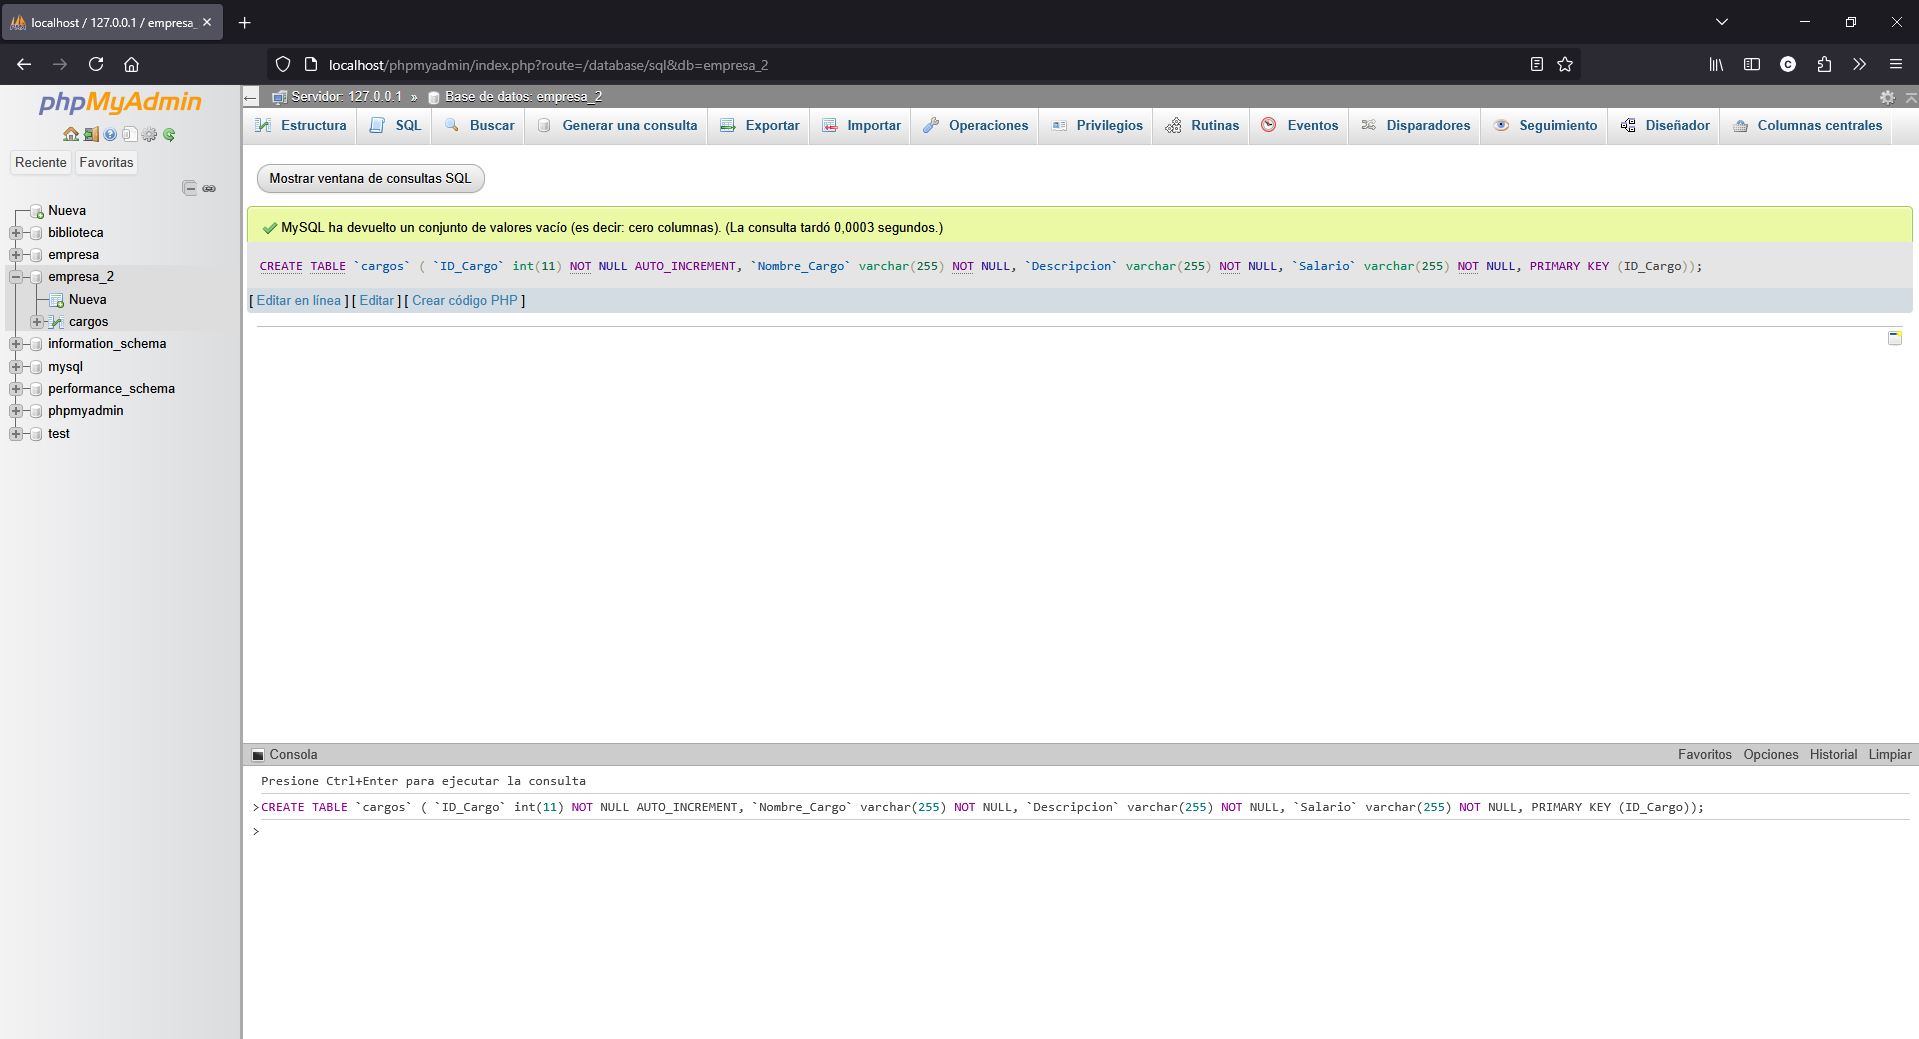 localhost / 127.0.0.1 / empresa_
localhost/phpmyadmin/index.php?route=/database/sql&db=empresa_2
phpMyAdmin
Reciente Favoritas
Nueva
biblioteca
empresa
empresa_2
Nueva
cargos
information_schema
mysql
performance_schema
phpmyadmin
test
Servidor: 127.0.0.1 » Base de datos: empresa_2
Estructura SQL Buscar Generar una consulta Exportar Importar Operaciones Privilegios Rutinas Eventos Disparadores Seguimiento Diseñador Columnas centrales
Mostrar ventana de consultas SQL
MySQL ha devuelto un conjunto de valores vacío (es decir: cero columnas). (La consulta tardó 0,0003 segundos.)
CREATE TABLE `cargos` ( `ID_Cargo` int(11) NOT NULL AUTO_INCREMENT, `Nombre_Cargo` varchar(255) NOT NULL, `Descripcion` varchar(255) NOT NULL, `Salario` varchar(255) NOT NULL, PRIMARY KEY (ID_Cargo));
[ Editar en línea ] [ Editar ] [ Crear código PHP ]
Consola Favoritos Opciones Historial Limpiar
Presione Ctrl+Enter para ejecutar la consulta
>CREATE TABLE `cargos` ( `ID_Cargo` int(11) NOT NULL AUTO_INCREMENT, `Nombre_Cargo` varchar(255) NOT NULL, `Descripcion` varchar(255) NOT NULL, `Salario` varchar(255) NOT NULL, PRIMARY KEY (ID_Cargo));
>